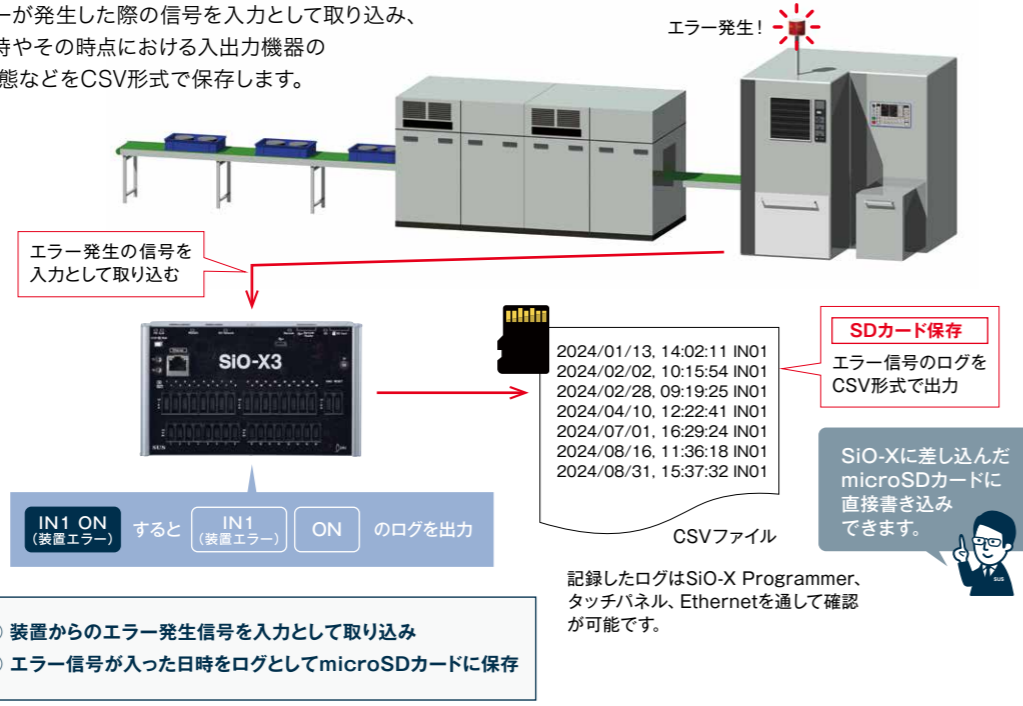 ーが発生した際の信号を入力として取り込み、
時やその時点における入出力機器の
態などをCSV形式で保存します。
エラー発生！
エラー発生の信号を
入力として取り込む
SiO-X3
2024/01/13, 14:02:11 IN01
2024/02/02, 10:15:54 IN01
2024/02/28, 09:19:25 IN01
2024/04/10, 12:22:41 IN01
2024/07/01, 16:29:24 IN01
2024/08/16, 11:36:18 IN01
2024/08/31, 15:37:32 IN01
CSVファイル
SDカード保存
エラー信号のログを
CSV形式で出力
SiO-Xに差し込んだ
microSDカードに
直接書き込み
できます。
SUS
IN1 ON
(装置エラー)
すると
IN1
(装置エラー)
ON
のログを出力
記録したログはSiO-X Programmer、
タッチパネル、Ethernetを通して確認
が可能です。
装置からのエラー発生信号を入力として取り込み
エラー信号が入った日時をログとしてmicroSDカードに保存